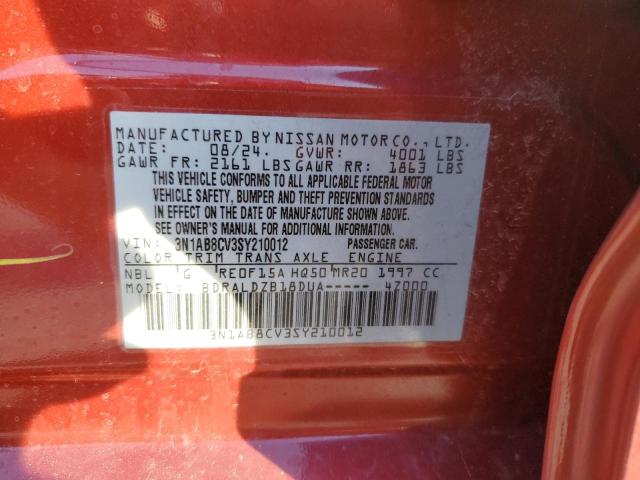 MANUFACTURED BY NISSAN MOTOR CO., LTD.
DATE: 08/24. GVWR: 4001 LBS
GAWR FR: 2161 LBS GAWR RR: 1863 LBS
THIS VEHICLE CONFORMS TO ALL APPLICABLE FEDERAL MOTOR
VEHICLE SAFETY, BUMPER AND THEFT PREVENTION STANDARDS
IN EFFECT ON THE DATE OF MANUFACTURE SHOWN ABOVE.
SEE OWNER'S MANUAL FOR ADDITIONAL INFORMATION
VIN: 3N1AB8CV3SY210012 PASSENGER CAR.
COLOR TRIM TRANS AXLE ENGINE
NBL G RE0F15A HQ50 MR20 1997 CC
MODEL: BDRALDZB18DUA----- 47000
3N1AB8CV3SY210012